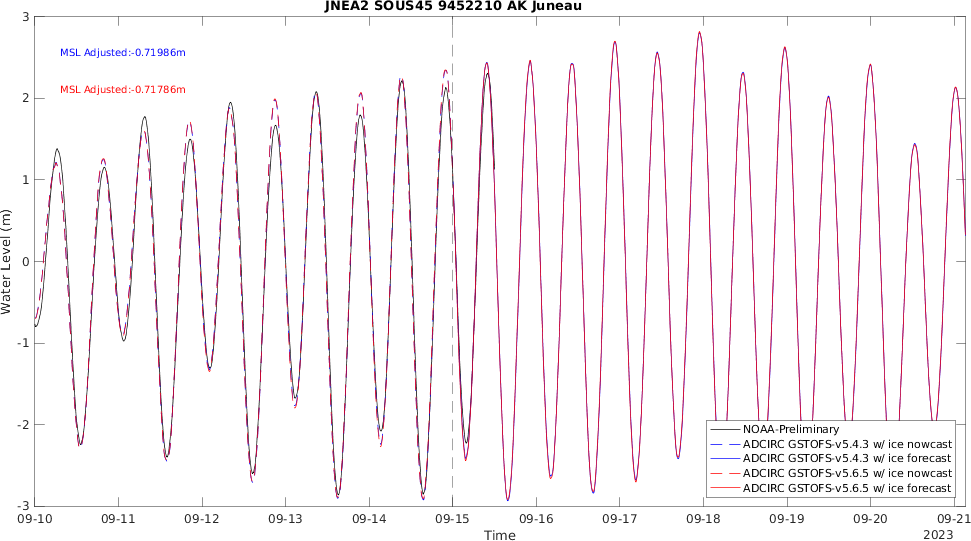 JNEA2 SOUS45 9452210 AK Juneau
MSL Adjusted:-0.71986m
MSL Adjusted:-0.71786m
Water Level (m)
3
2
1
0
-1
-2
-3
NOAA-Preliminary
ADCIRC GSTOFS-v5.4.3 w/ ice nowcast
ADCIRC GSTOFS-v5.4.3 w/ ice forecast
ADCIRC GSTOFS-v5.6.5 w/ ice nowcast
ADCIRC GSTOFS-v5.6.5 w/ ice forecast
09-10 09-11 09-12 09-13 09-14 09-15 09-16 09-17 09-18 09-19 09-20 09-21
Time
2023